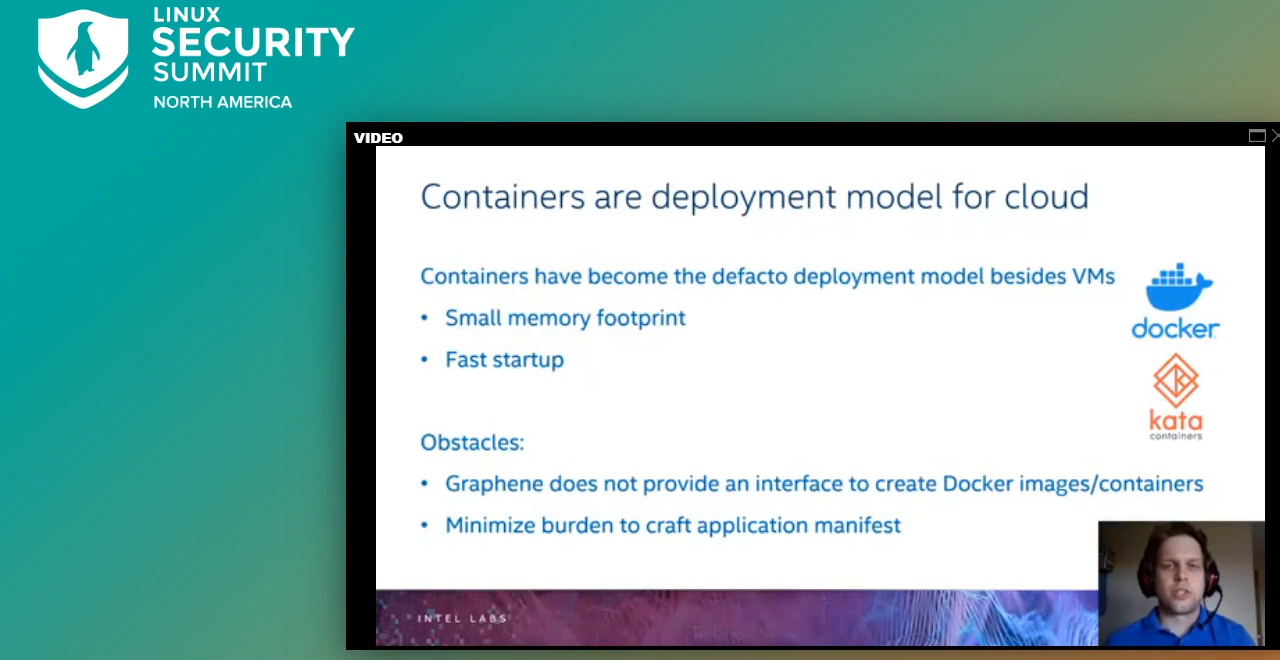 LINUX
SECURITY
SUMMIT
NORTH AMERICA
VIDEO
Containers are deployment model for cloud
Containers have become the defacto deployment model besides VMs
• Small memory footprint
• Fast startup
docker
kata
containers
Obstacles:
• Graphene does not provide an interface to create Docker images/containers
• Minimize burden to craft application manifest
INTEL LABS